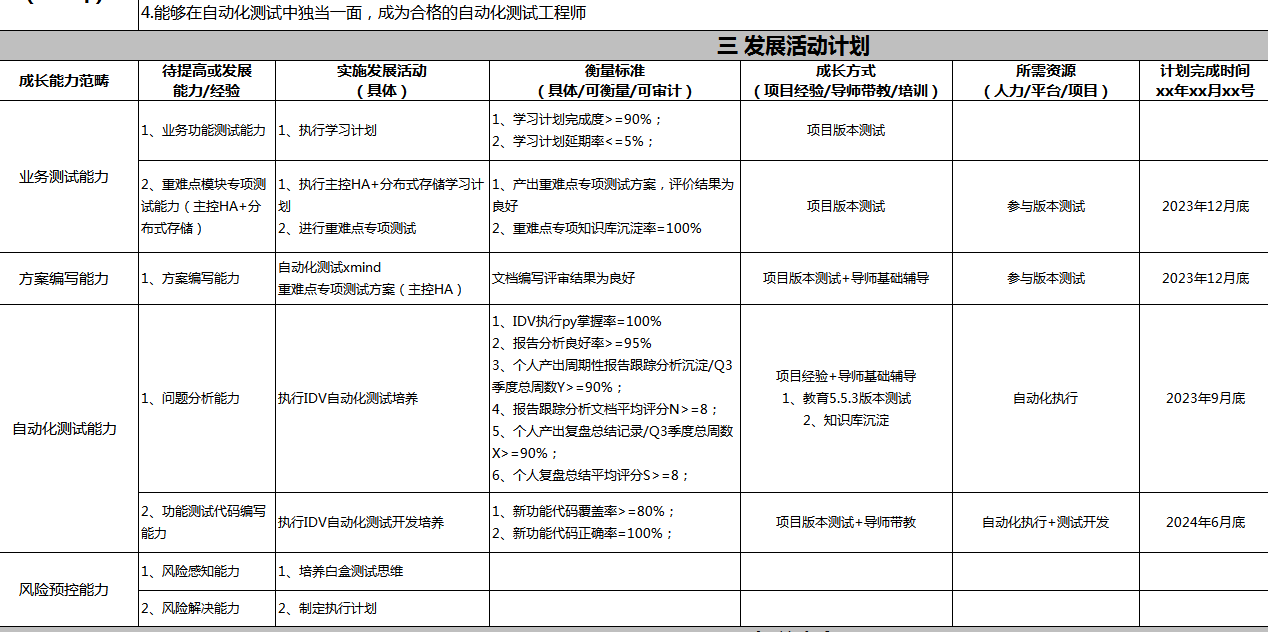 4.能够在自动化测试中独当一面，成为合格的自动化测试工程师
三 发展活动计划
成长能力范畴
待提高或发展
能力/经验
实施发展活动
（具体）
衡量标准
（具体/可衡量/可审计）
成长方式
（项目经验/导师带教/培训）
所需资源
（人力/平台/项目）
计划完成时间
xx年xx月xx号
业务测试能力
1、业务功能测试能力
1、执行学习计划
1、学习计划完成度>=90%；
2、学习计划延期率<=5%；
项目版本测试
2、重难点模块专项测
试能力（主控HA+分
布式存储）
1、执行主控HA+分布式存储学习计
划
2、进行重难点专项测试
1、产出重难点专项测试方案，评价结果为
良好
2、重难点专项知识库沉淀率=100%
项目版本测试
参与版本测试
2023年12月底
方案编写能力
1、方案编写能力
自动化测试xmind
重难点专项测试方案（主控HA）
文档编写评审结果为良好
项目版本测试+导师基础辅导
参与版本测试
2023年12月底
自动化测试能力
1、问题分析能力
执行IDV自动化测试培养
1、IDV执行py掌握率=100%
2、报告分析良好率>=95%
3、个人产出周期性报告跟踪分析沉淀/Q3
季度总周数Y>=90%；
4、报告跟踪分析文档平均评分N>=8；
5、个人产出复盘总结记录/Q3季度总周数
X>=90%；
6、个人复盘总结平均评分S>=8；
项目经验+导师基础辅导
1、教育5.5.3版本测试
2、知识库沉淀
自动化执行
2023年9月底
2、功能测试代码编写
能力
执行IDV自动化测试开发培养
1、新功能代码覆盖率>=80%；
2、新功能代码正确率=100%；
项目版本测试+导师带教
自动化执行+测试开发
2024年6月底
风险预控能力
1、风险感知能力
1、培养白盒测试思维
2、风险解决能力
2、制定执行计划